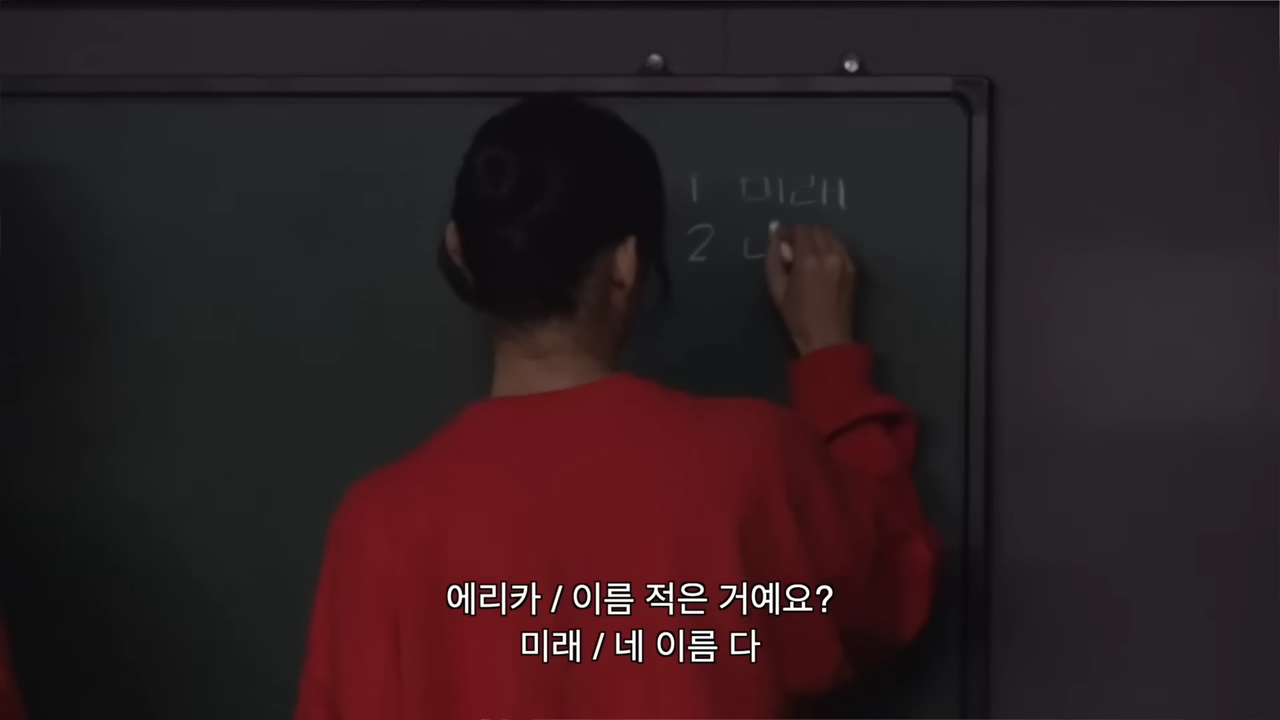 1 미래
2
에리카 / 이름 적은 거예요?
미래 / 네 이름 다